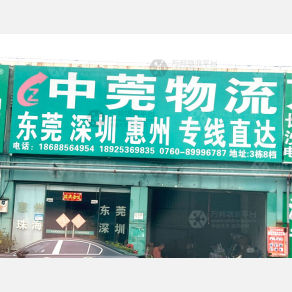 中莞物流
东莞 深圳 惠州 专线直达
电话：18688564954 18925369835 0760-89996787 地址：3栋8档
东莞
深圳
珠海